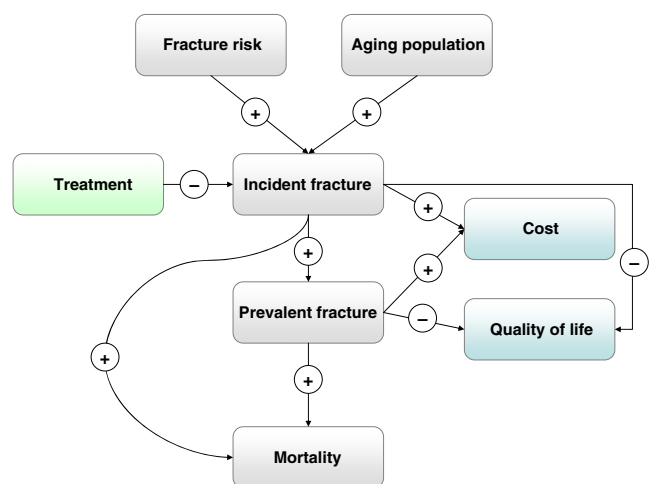 Fracture risk
Aging population
+
+
Treatment
−
Incident fracture
+
Cost
+
+
−
Prevalent fracture
−
Quality of life
+
+
Mortality